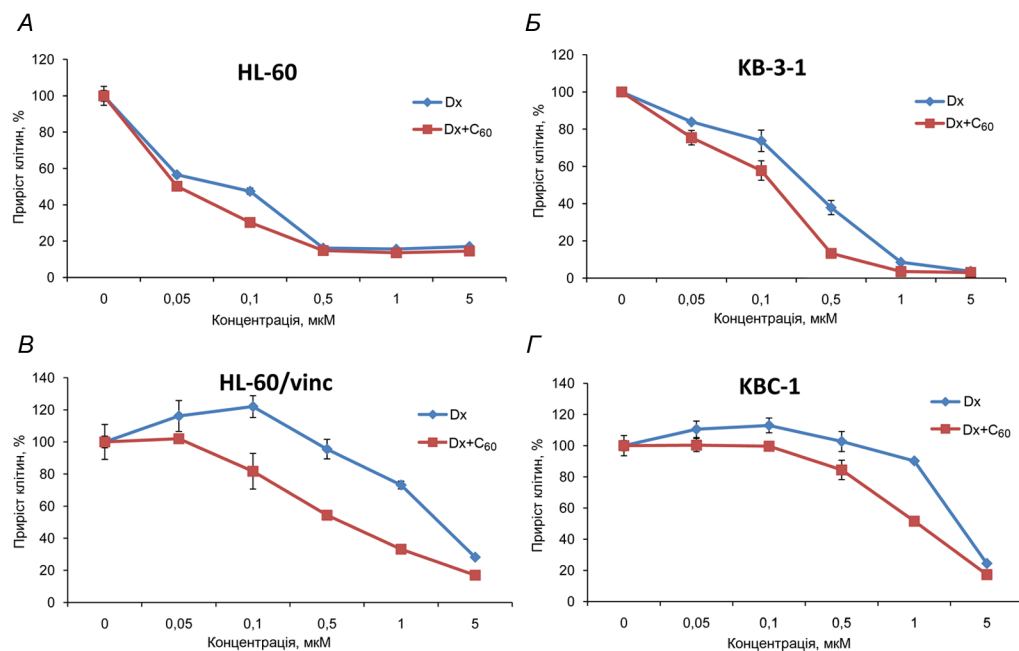 А
120
100
80
60
40
20
0
Приріст клітин, %
HL-60
Dx
Dx+C₆₀
0 0,05 0,1 0,5 1 5
Концентрація, мкМ
Б
120
100
80
60
40
20
0
Приріст клітин, %
KB-3-1
Dx
Dx+C₆₀
0 0,05 0,1 0,5 1 5
Концентрація, мкМ
В
140
120
100
80
60
40
20
0
Приріст клітин, %
HL-60/vinc
Dx
Dx+C₆₀
0 0,05 0,1 0,5 1 5
Концентрація, мкМ
Г
140
120
100
80
60
40
20
0
Приріст клітин, %
KBC-1
Dx
Dx+C₆₀
0 0,05 0,1 0,5 1 5
Концентрація, мкМ